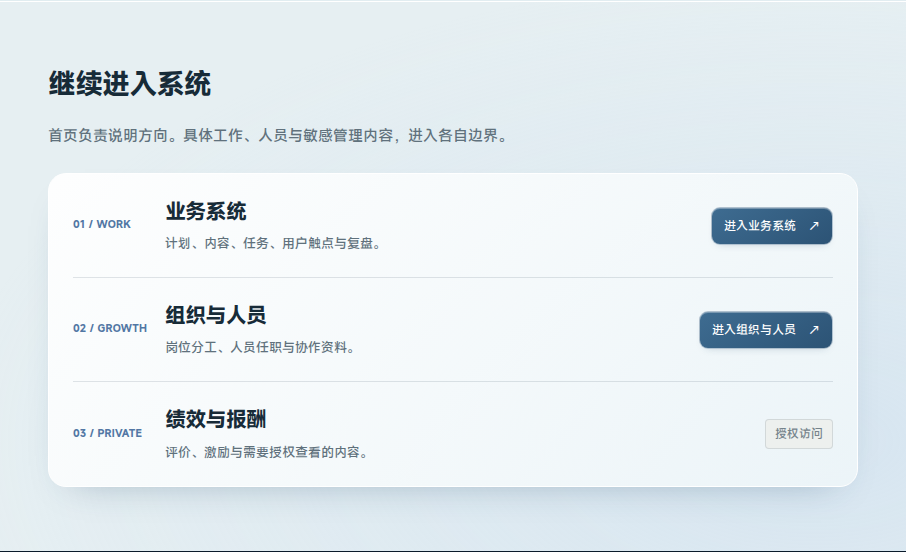 继续进入系统
首页负责说明方向。具体工作、人员与敏感管理内容，进入各自边界。
01 / WORK
业务系统
计划、内容、任务、用户触点与复盘。
进入业务系统 ↗
02 / GROWTH
组织与人员
岗位分工、人员任职与协作资料。
进入组织与人员 ↗
03 / PRIVATE
绩效与报酬
评价、激励与需要授权查看的内容。
授权访问